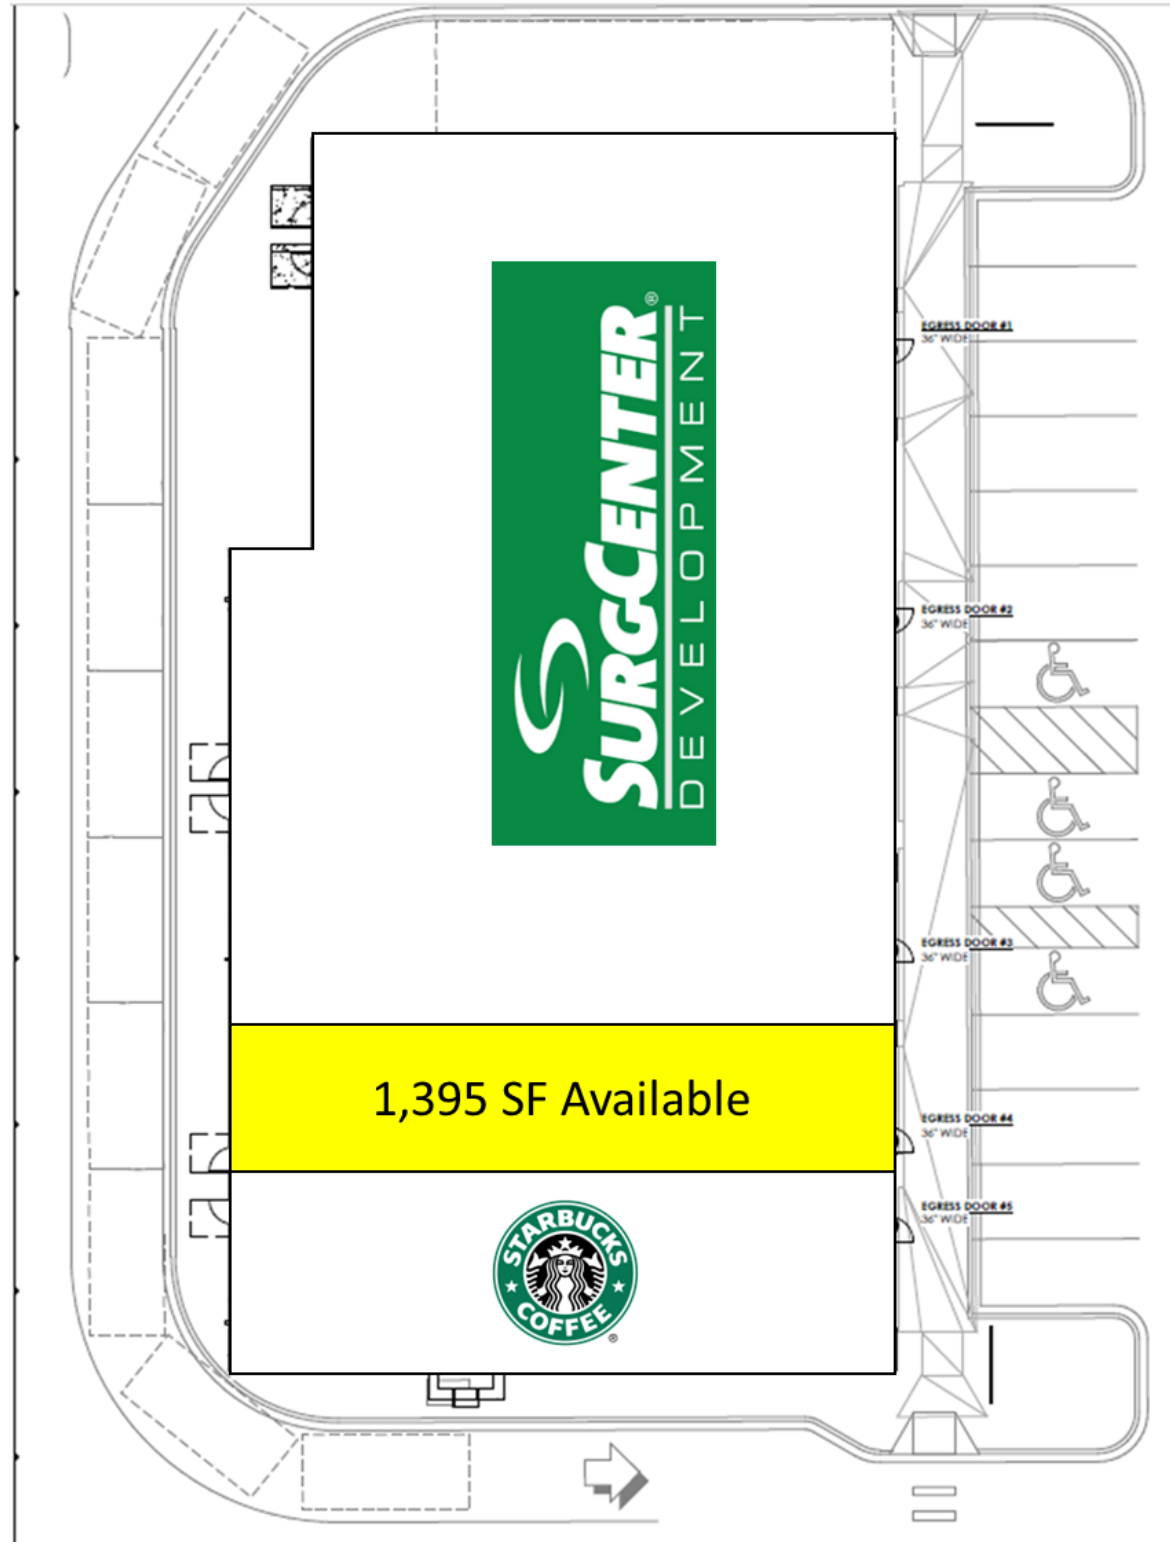 SURGCENTER®
DEVELOPMENT
EGRESS DOOR #1
36" WIDE
EGRESS DOOR #2
36" WIDE
EGRESS DOOR #3
36" WIDE
1,395 SF Available
EGRESS DOOR #4
36" WIDE
EGRESS DOOR #5
36" WIDE
STARBUCKS
COFFEE
®